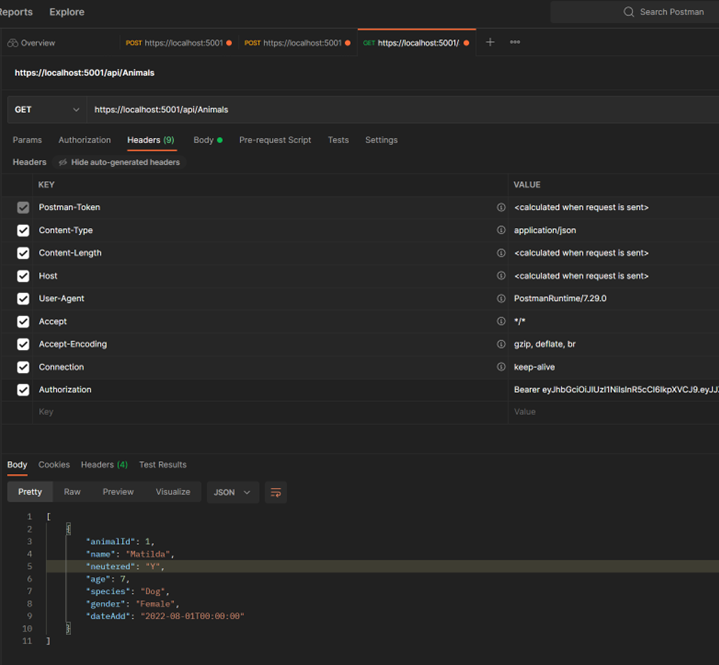 Reports Explore Search Postman
Overview POST https://localhost:5001 POST https://localhost:5001 GET https://localhost:5001/
https://localhost:5001/api/Animals
GET https://localhost:5001/api/Animals
Params Authorization Headers (9) Body Pre-request Script Tests Settings
Headers Hide auto-generated headers
KEY VALUE
Postman-Token <calculated when request is sent>
Content-Type application/json
Content-Length <calculated when request is sent>
Host <calculated when request is sent>
User-Agent PostmanRuntime/7.29.0
Accept */*
Accept-Encoding gzip, deflate, br
Connection keep-alive
Authorization Bearer eyJhbGciOiJIUzI1NiIsInR5cCI6IkpXVCJ9.eyJJ
Key Value
Body Cookies Headers (4) Test Results
Pretty Raw Preview Visualize JSON
1 [
2 {
3 "animalId": 1,
4 "name": "Matilda",
5 "neutered": "Y",
6 "age": 7,
7 "species": "Dog",
8 "gender": "Female",
9 "dateAdd": "2022-08-01T00:00:00"
10 }
11 ]